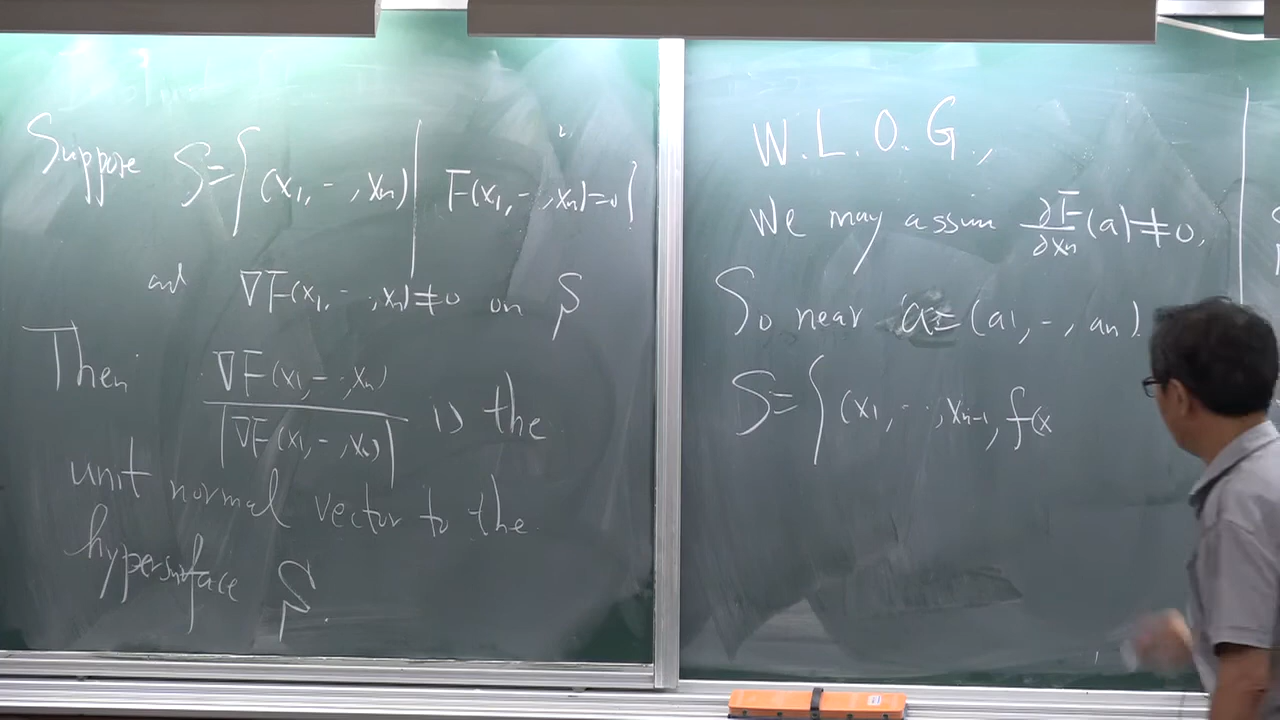 Suppose S={(x1, - , xn) | F(x1, - , xn)=0}
and ∇F(x1, - , xn)≠0 on S
Then ∇F(x1, - , xn) / |∇F(x1, - , xn)| is the
unit normal vector to the
hypersurface S.
W.L.O.G.,
We may assum ∂F/∂xn (a)≠0,
So near a=(a1, - , an)
S={(x1, - , xn-1, f(x